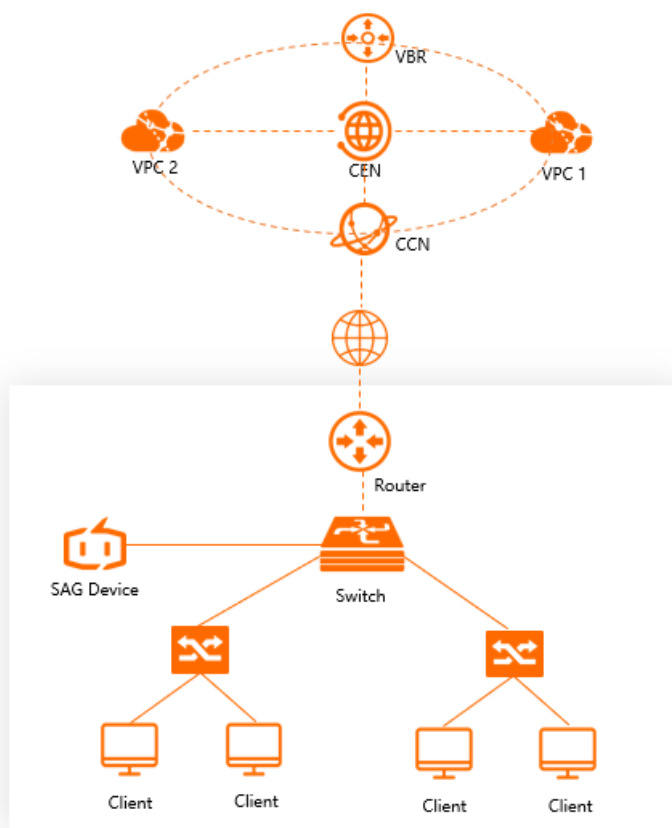 VBR
VPC 2
CEN
VPC 1
CCN
Router
SAG Device
Switch
Client
Client
Client
Client